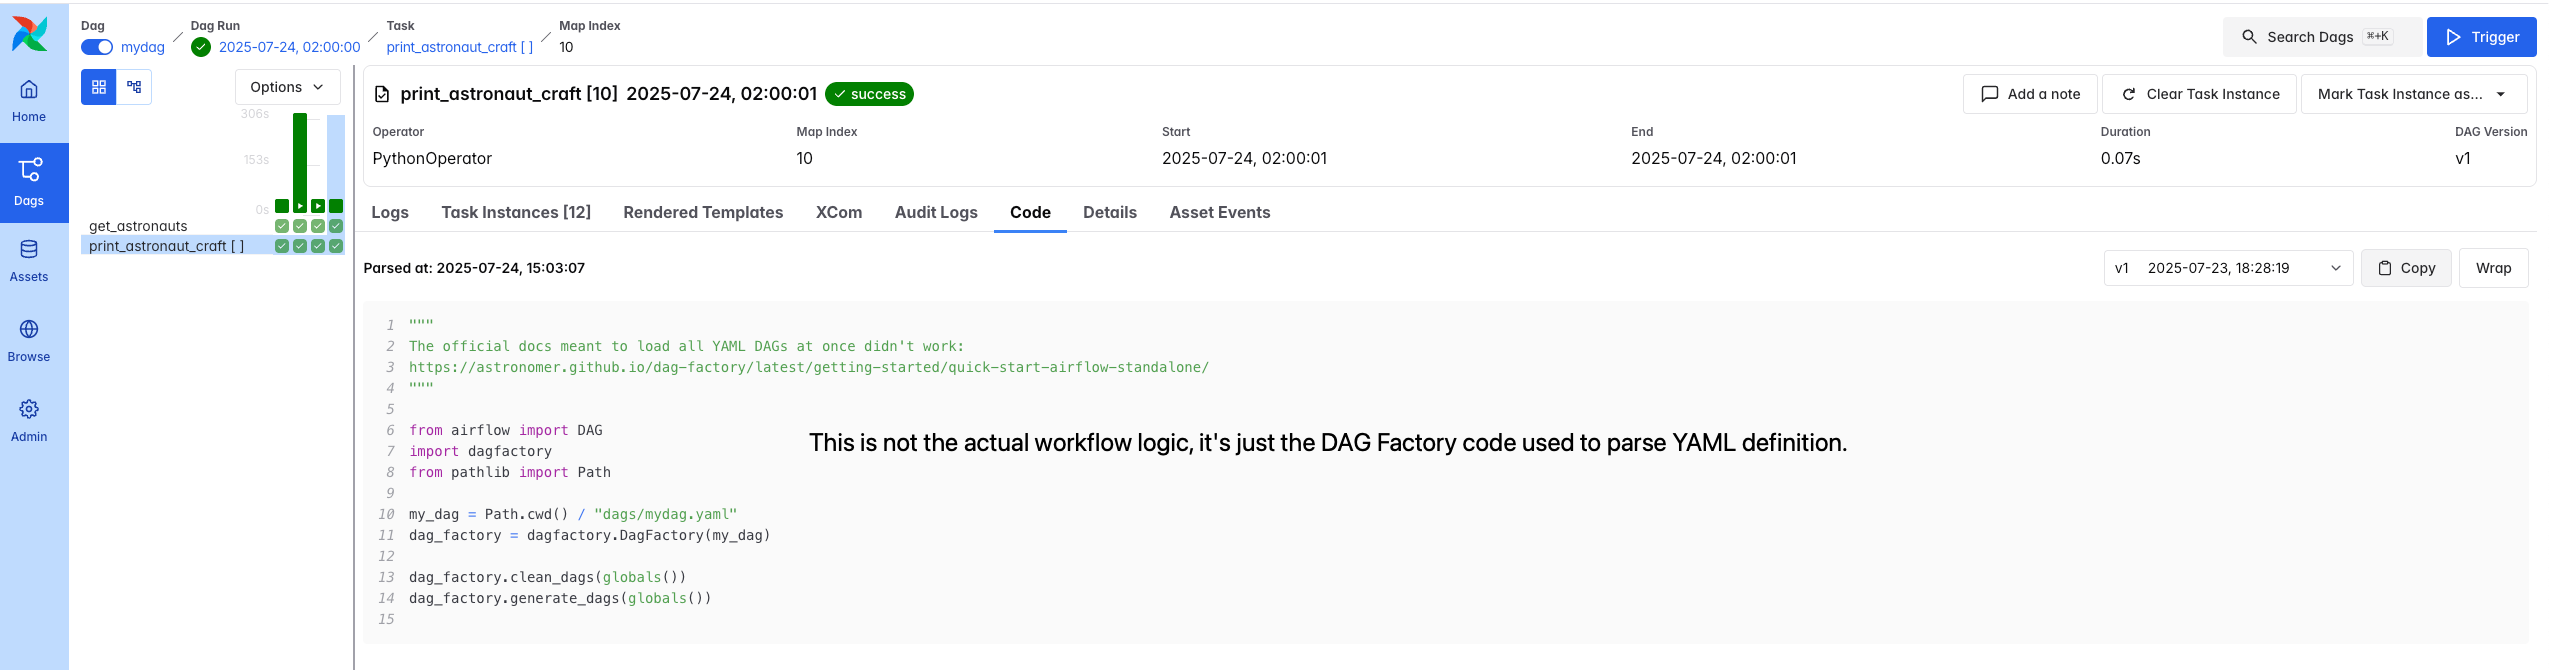 Dag
mydag
Dag Run
2025-07-24, 02:00:00
Task
print_astronaut_craft [ ]
Map Index
10
Search Dags ⌘+K
Trigger
Home
Dags
Assets
Browse
Admin
Options
306s
153s
0s
get_astronauts
print_astronaut_craft [ ]
print_astronaut_craft [10] 2025-07-24, 02:00:01 success
Add a note
Clear Task Instance
Mark Task Instance as...
Operator
PythonOperator
Map Index
10
Start
2025-07-24, 02:00:01
End
2025-07-24, 02:00:01
Duration
0.07s
DAG Version
v1
Logs Task Instances [12] Rendered Templates XCom Audit Logs Code Details Asset Events
Parsed at: 2025-07-24, 15:03:07
v1 2025-07-23, 18:28:19
Copy
Wrap
1 """
2 The official docs meant to load all YAML DAGs at once didn't work:
3 https://astronomer.github.io/dag-factory/latest/getting-started/quick-start-airflow-standalone/
4 """
5
6 from airflow import DAG
7 import dagfactory
8 from pathlib import Path
9
10 my_dag = Path.cwd() / "dags/mydag.yaml"
11 dag_factory = dagfactory.DagFactory(my_dag)
12
13 dag_factory.clean_dags(globals())
14 dag_factory.generate_dags(globals())
15
This is not the actual workflow logic, it's just the DAG Factory code used to parse YAML definition.